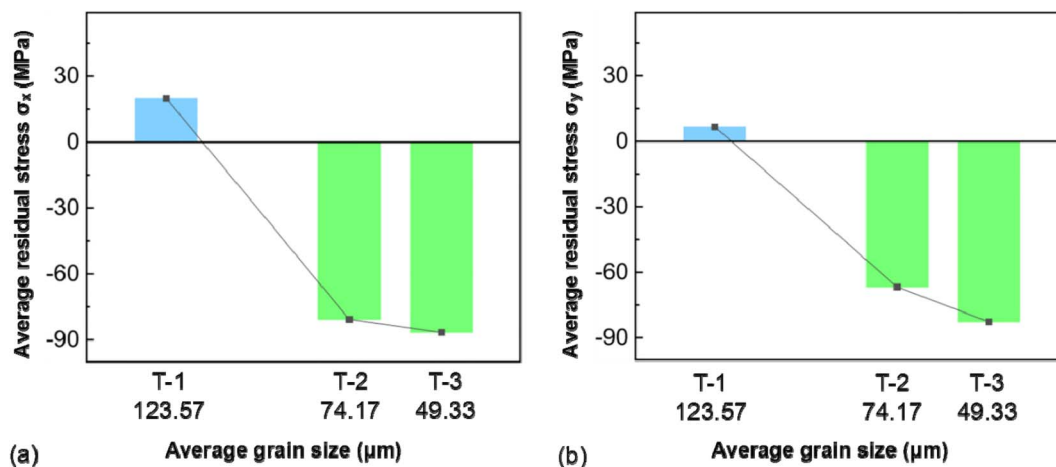 Average residual stress σx (MPa)
30
0
-30
-60
-90
T-1 T-2 T-3
123.57 74.17 49.33
(a) Average grain size (μm)
Average residual stress σy (MPa)
30
0
-30
-60
-90
T-1 T-2 T-3
123.57 74.17 49.33
(b) Average grain size (μm)